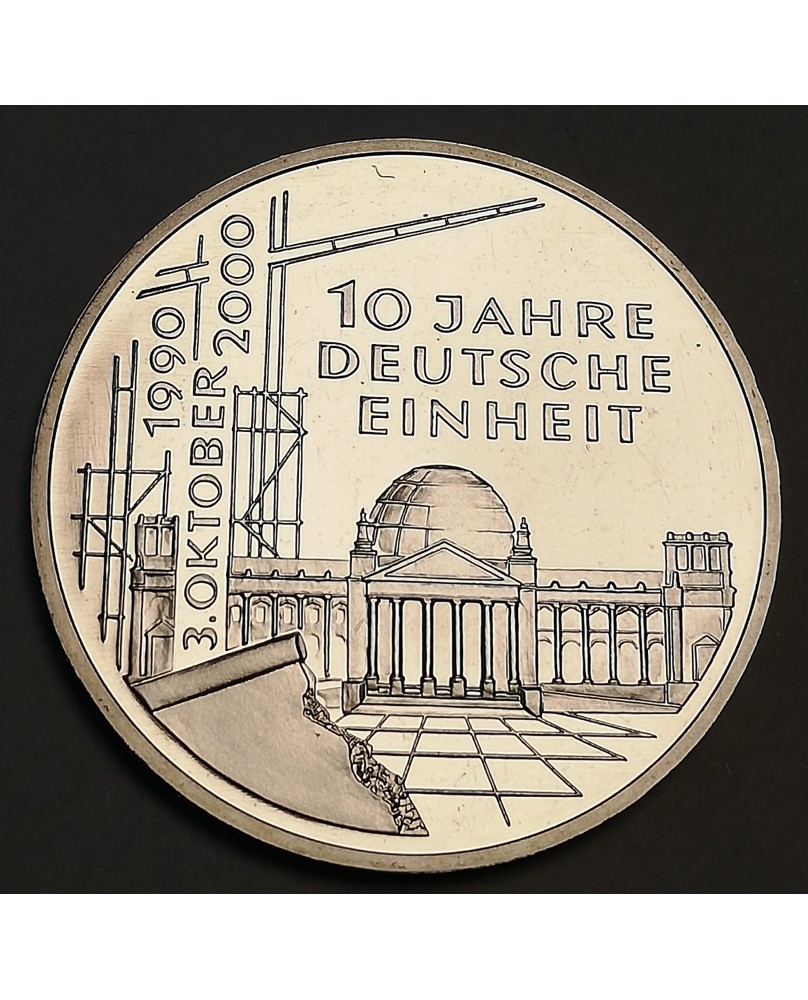 10 JAHRE
DEUTSCHE
EINHEIT
1990
3. OKTOBER 2000